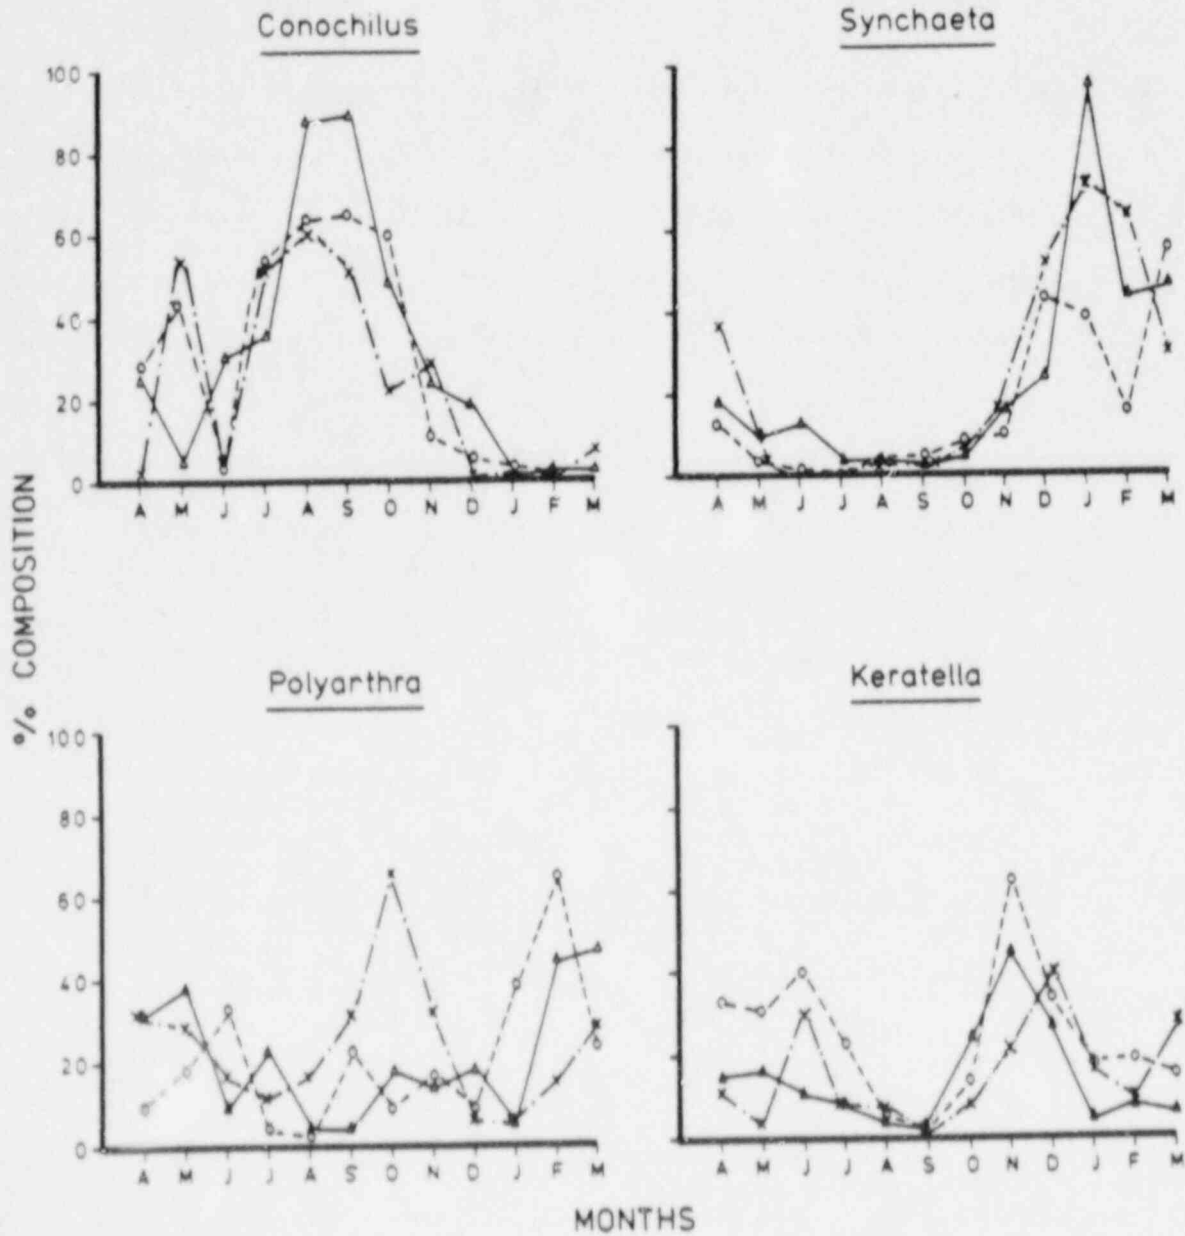 Conochilus
Synchaeta
100
80
60
40
20
0
A M J J A S O N D J F M
A M J J A S O N D J F M
% COMPOSITION
Polyarthra
Keratella
100
80
60
40
20
0
A M J J A S O N D J F M
A M J J A S O N D J F M
MONTHS